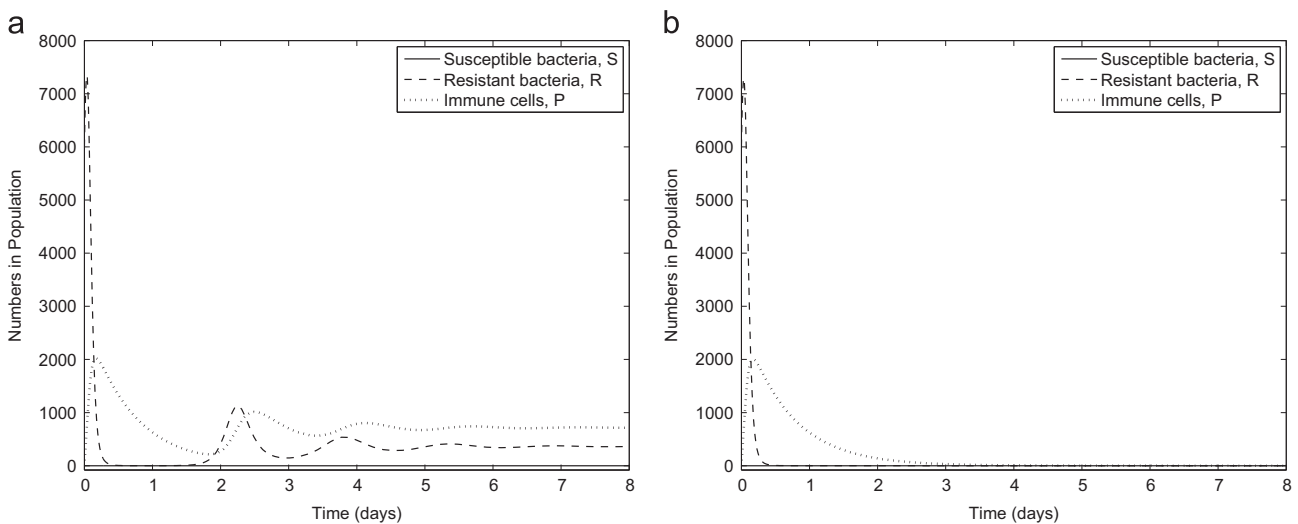 a
8000
7000
6000
5000
4000
3000
2000
1000
0
Numbers in Population
0 1 2 3 4 5 6 7 8
Time (days)
Susceptible bacteria, S
Resistant bacteria, R
Immune cells, P
b
8000
7000
6000
5000
4000
3000
2000
1000
0
Numbers in Population
0 1 2 3 4 5 6 7 8
Time (days)
Susceptible bacteria, S
Resistant bacteria, R
Immune cells, P